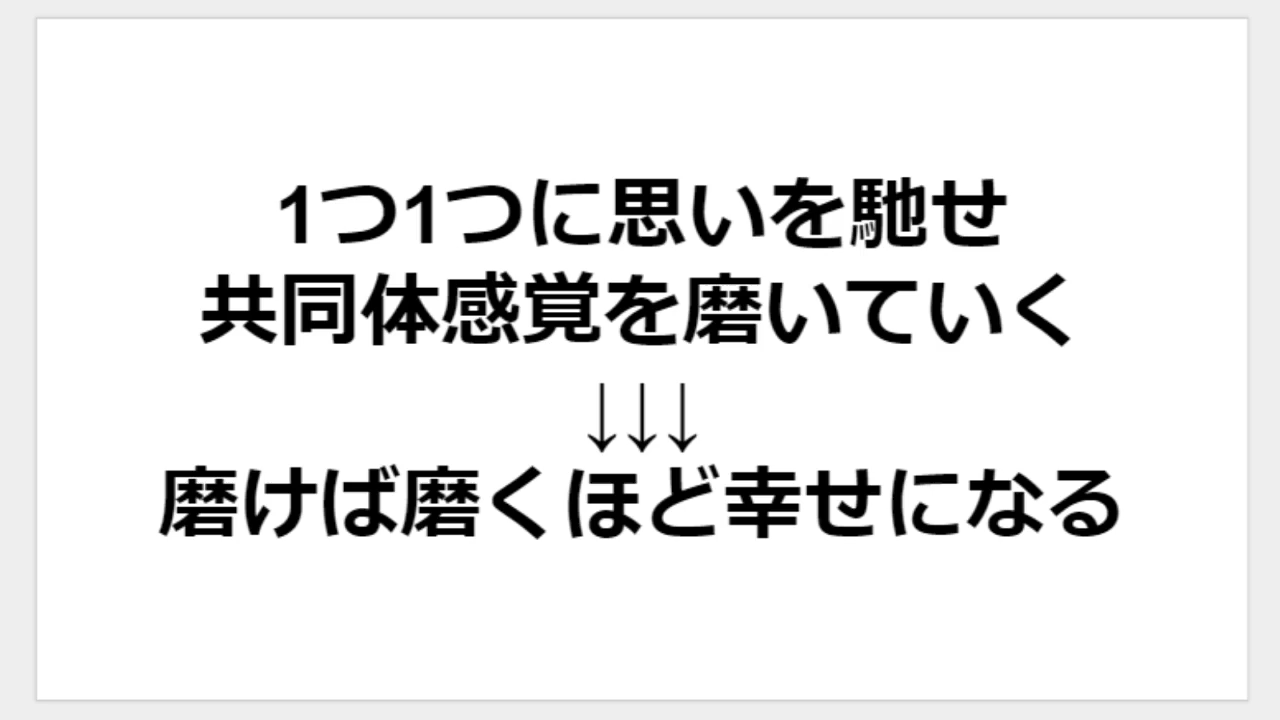 1つ1つに思いを馳せ
共同体感覚を磨いていく
↓↓↓
磨けば磨くほど幸せになる